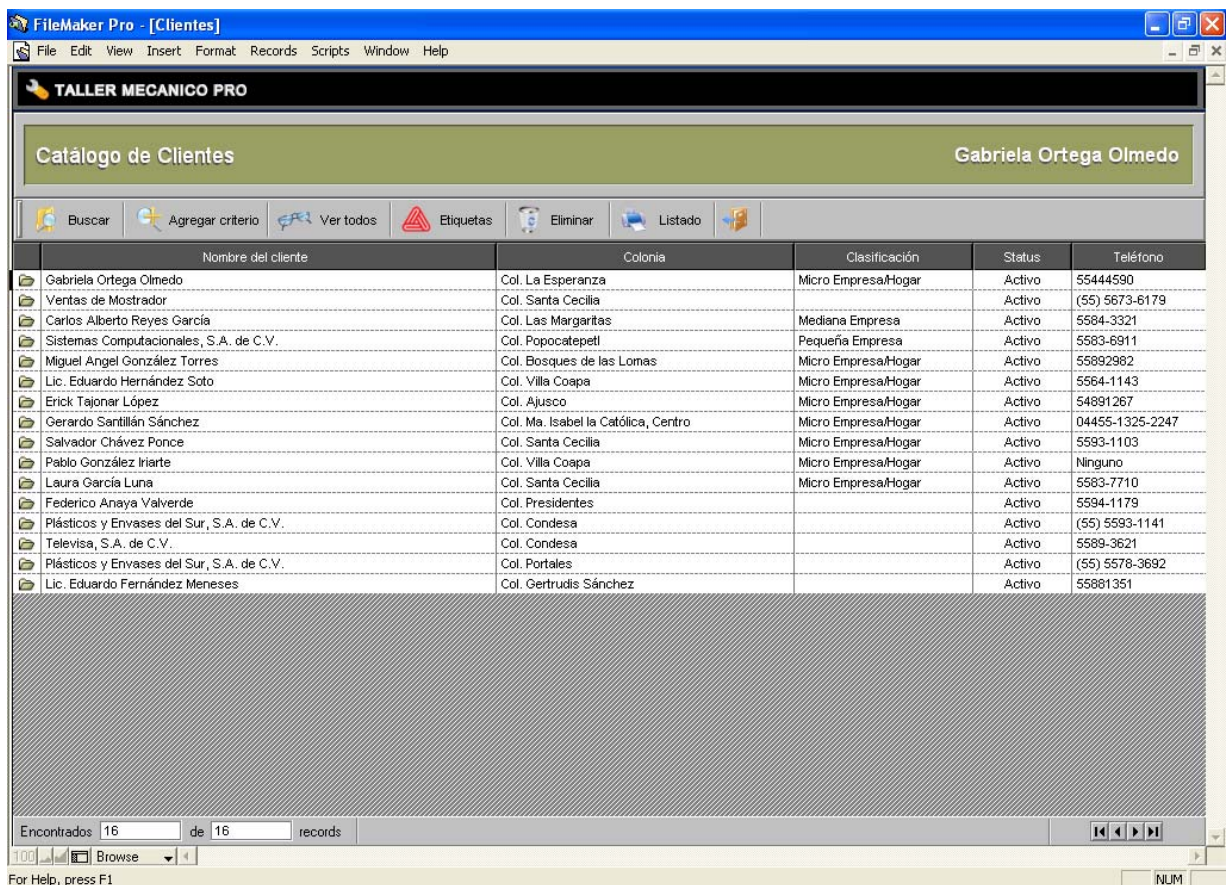 FileMaker Pro - [Clientes]
File Edit View Insert Format Records Scripts Window Help
TALLER MECANICO PRO
Catálogo de Clientes Gabriela Ortega Olmedo
Buscar Agregar criterio Ver todos Etiquetas Eliminar Listado
Nombre del cliente Colonia Clasificación Status Teléfono
Gabriela Ortega Olmedo Col. La Esperanza Micro Empresa/Hogar Activo 55444590
Ventas de Mostrador Col. Santa Cecilia Activo (55) 5673-6179
Carlos Alberto Reyes García Col. Las Margaritas Mediana Empresa Activo 5584-3321
Sistemas Computacionales, S.A. de C.V. Col. Popocatepetl Pequeña Empresa Activo 5583-6911
Miguel Angel González Torres Col. Bosques de las Lomas Micro Empresa/Hogar Activo 55892982
Lic. Eduardo Hernández Soto Col. Villa Coapa Micro Empresa/Hogar Activo 5564-1143
Erick Tajonar López Col. Ajusco Micro Empresa/Hogar Activo 54891267
Gerardo Santillán Sánchez Col. Ma. Isabel la Católica, Centro Micro Empresa/Hogar Activo 04455-1325-2247
Salvador Chávez Ponce Col. Santa Cecilia Micro Empresa/Hogar Activo 5593-1103
Pablo González Iriarte Col. Villa Coapa Micro Empresa/Hogar Activo Ninguno
Laura García Luna Col. Santa Cecilia Micro Empresa/Hogar Activo 5583-7710
Federico Anaya Valverde Col. Presidentes Activo 5594-1179
Plásticos y Envases del Sur, S.A. de C.V. Col. Condesa Activo (55) 5593-1141
Televisa, S.A. de C.V. Col. Condesa Activo 5589-3621
Plásticos y Envases del Sur, S.A. de C.V. Col. Portales Activo (55) 5578-3692
Lic. Eduardo Fernández Meneses Col. Gertrudis Sánchez Activo 55881351
Encontrados 16 de 16 records
100 Browse
For Help, press F1 NUM